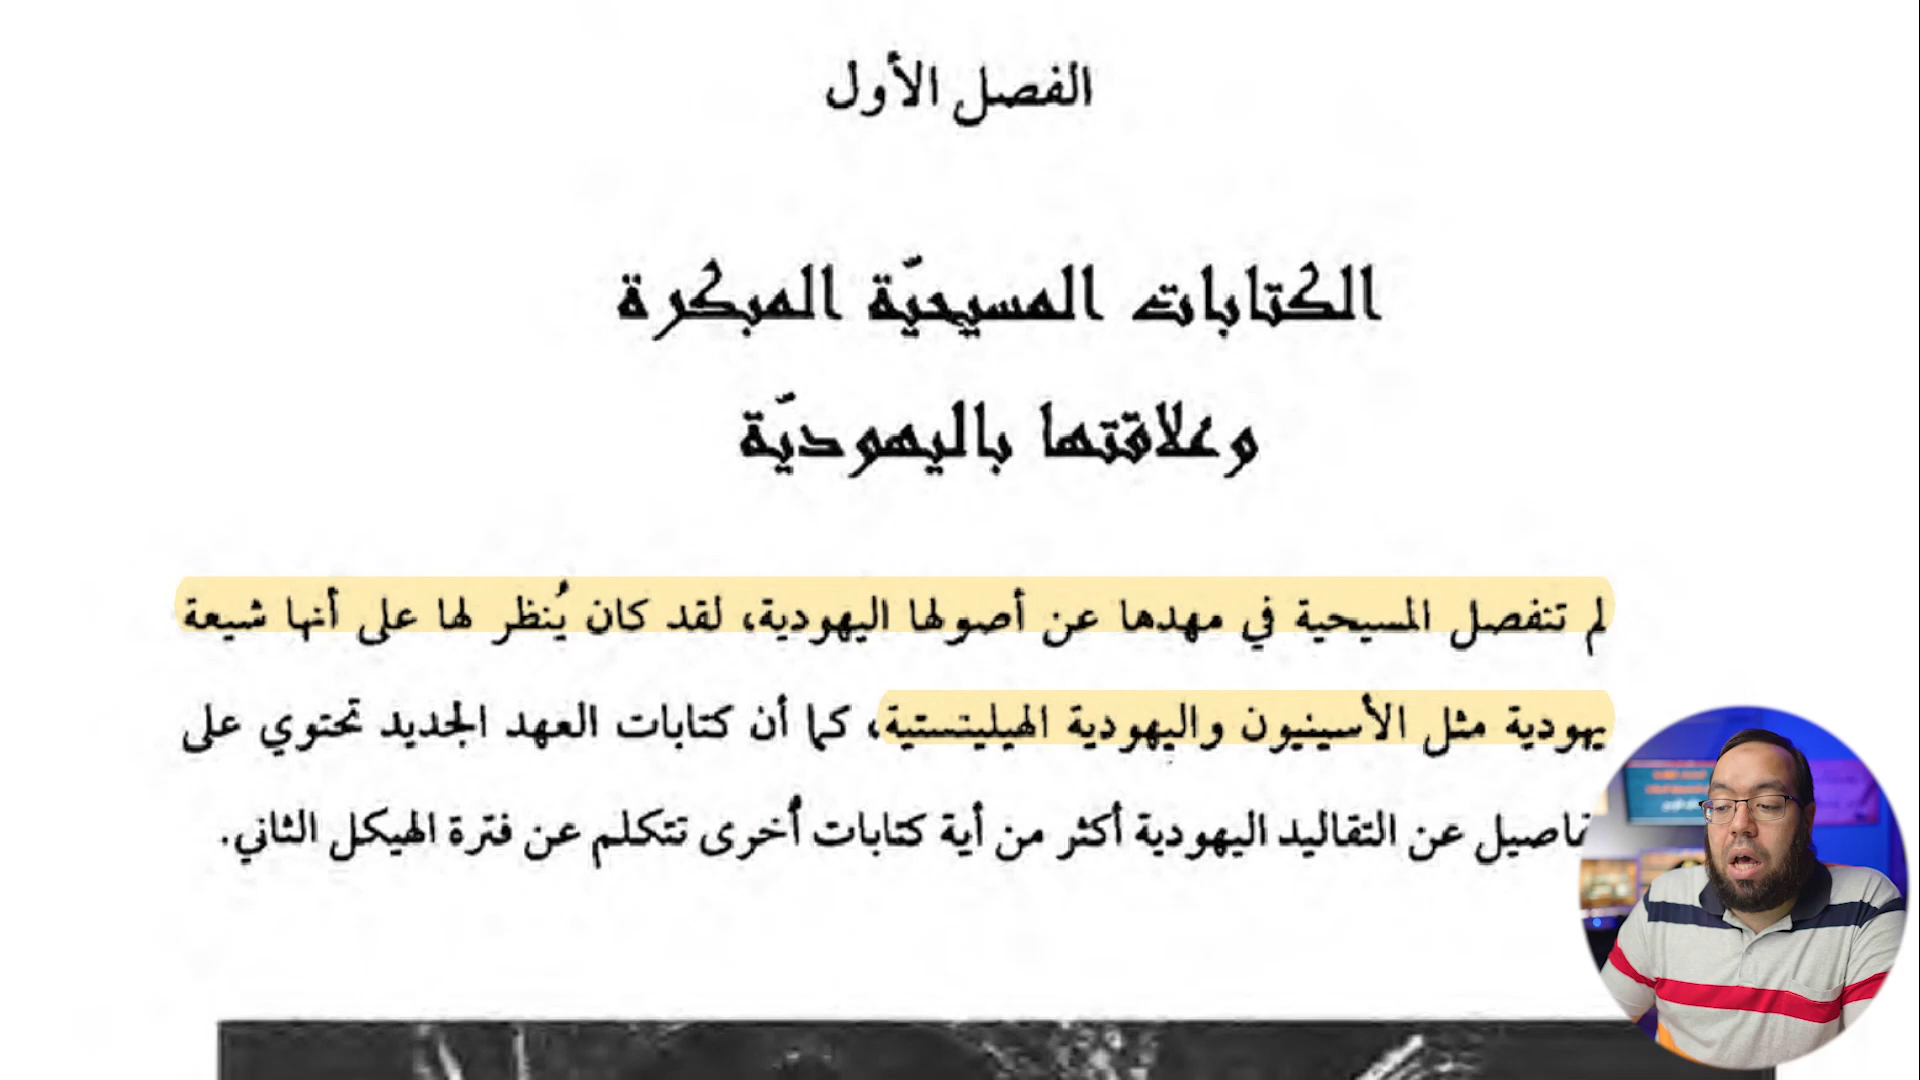 الفصل الأول
الكتابات المسيحيّة المبكرة
وعلاقتها باليهوديّة
لم تنفصل المسيحية في مهدها عن أصولها اليهودية، لقد كان يُنظر لها على أنها شيعة
يهودية مثل الأسينيون واليهودية الهيلينستية، كما أن كتابات العهد الجديد تحتوي على
تفاصيل عن التقاليد اليهودية أكثر من أية كتابات أُخرى تتكلم عن فترة الهيكل الثاني.